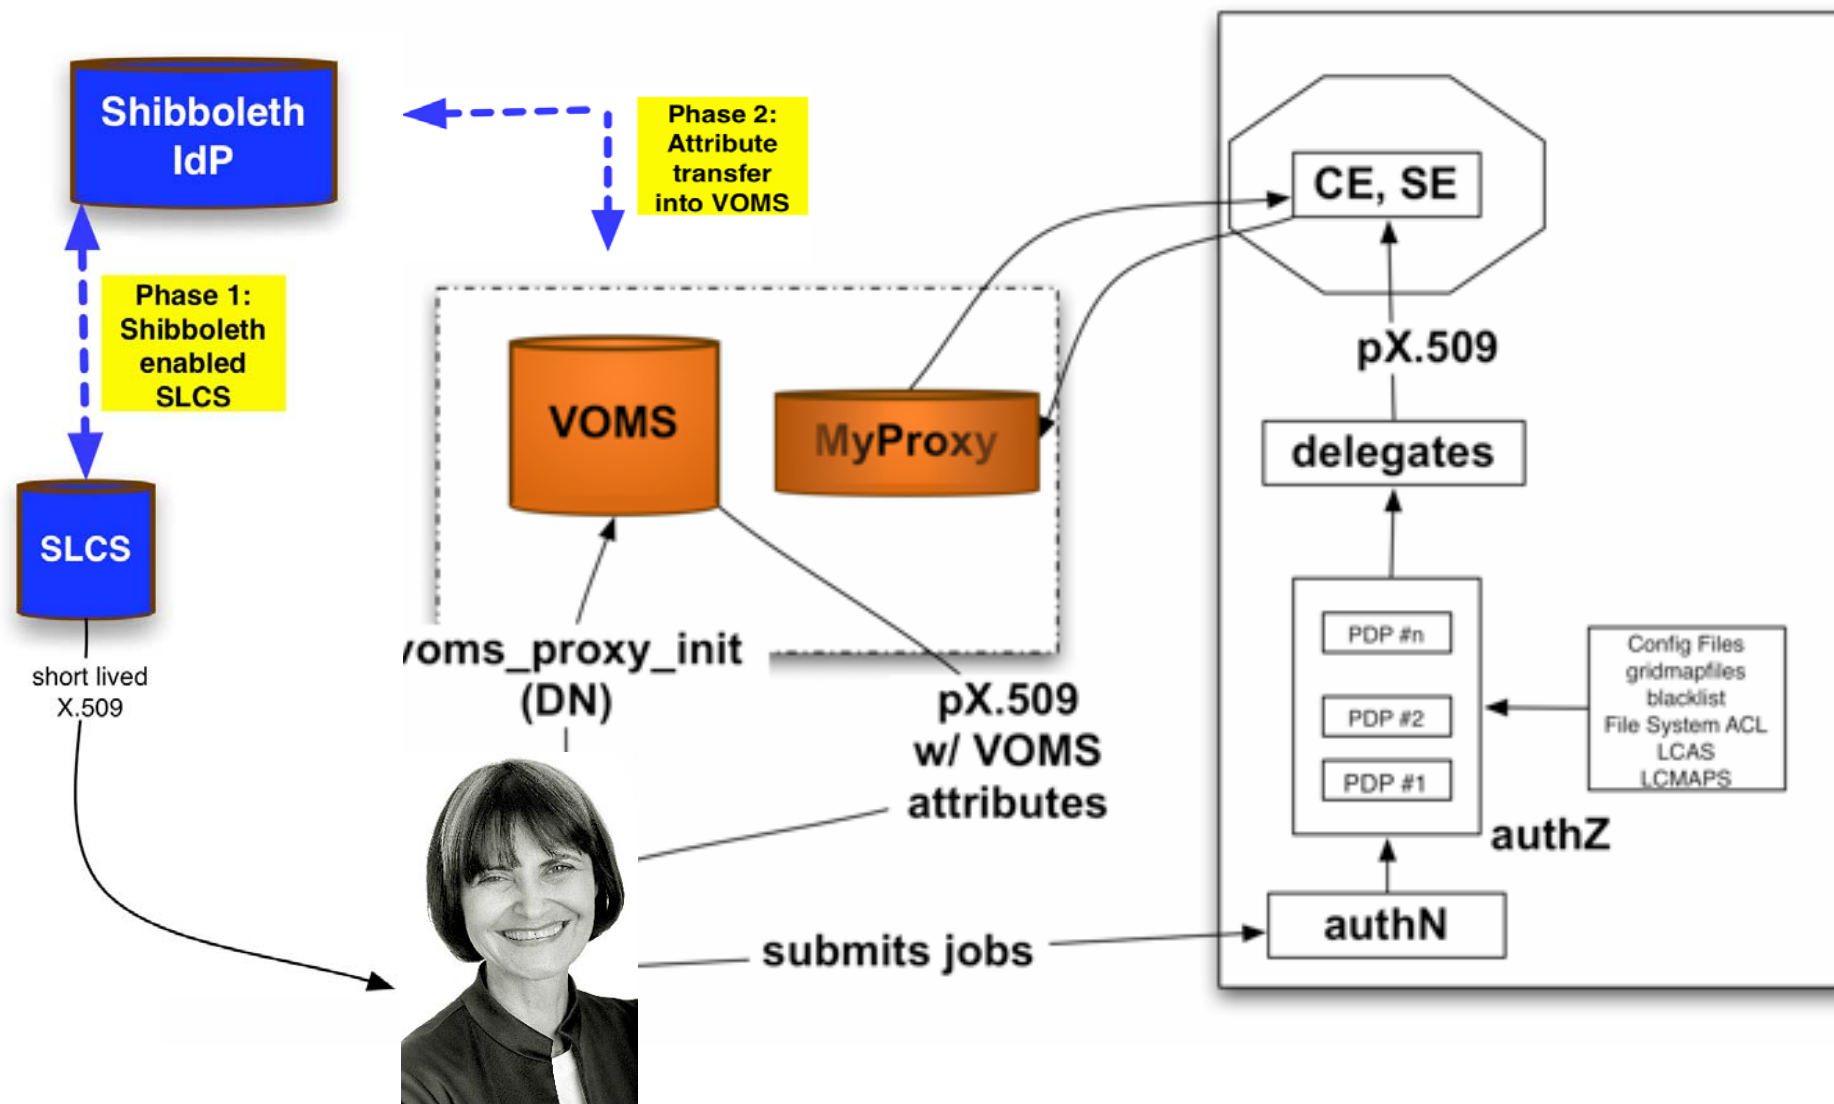 Shibboleth
IdP
Phase 2:
Attribute
transfer
into VOMS
Phase 1:
Shibboleth
enabled
SLCS
SLCS
short lived
X.509
VOMS
MyProxy
voms_proxy_init
(DN)
pX.509
w/ VOMS
attributes
submits jobs
CE, SE
pX.509
delegates
PDP #n
PDP #2
PDP #1
Config Files
gridmapfiles
blacklist
File System ACL
LCAS
LCMAPS
authZ
authN